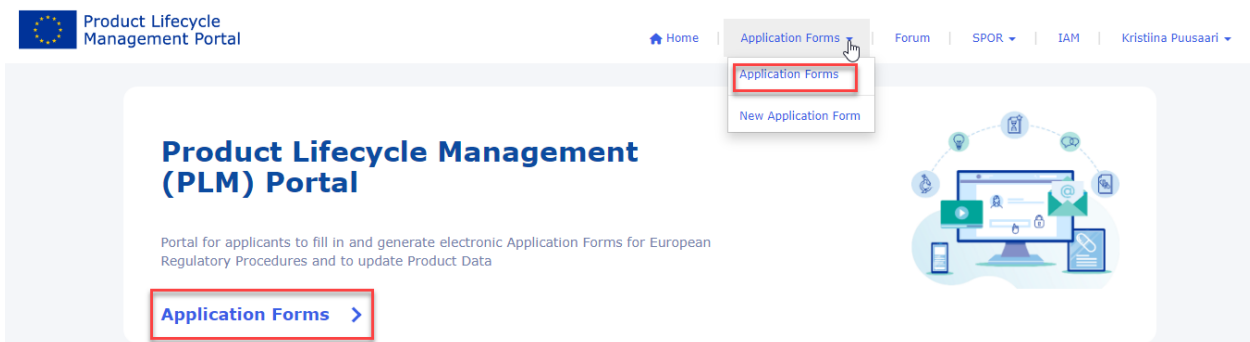 Product Lifecycle
Management Portal
Home
Application Forms
Forum
SPOR
IAM
Kristiina Puusaari
Application Forms
New Application Form
Product Lifecycle Management
(PLM) Portal
Portal for applicants to fill in and generate electronic Application Forms for European
Regulatory Procedures and to update Product Data
Application Forms